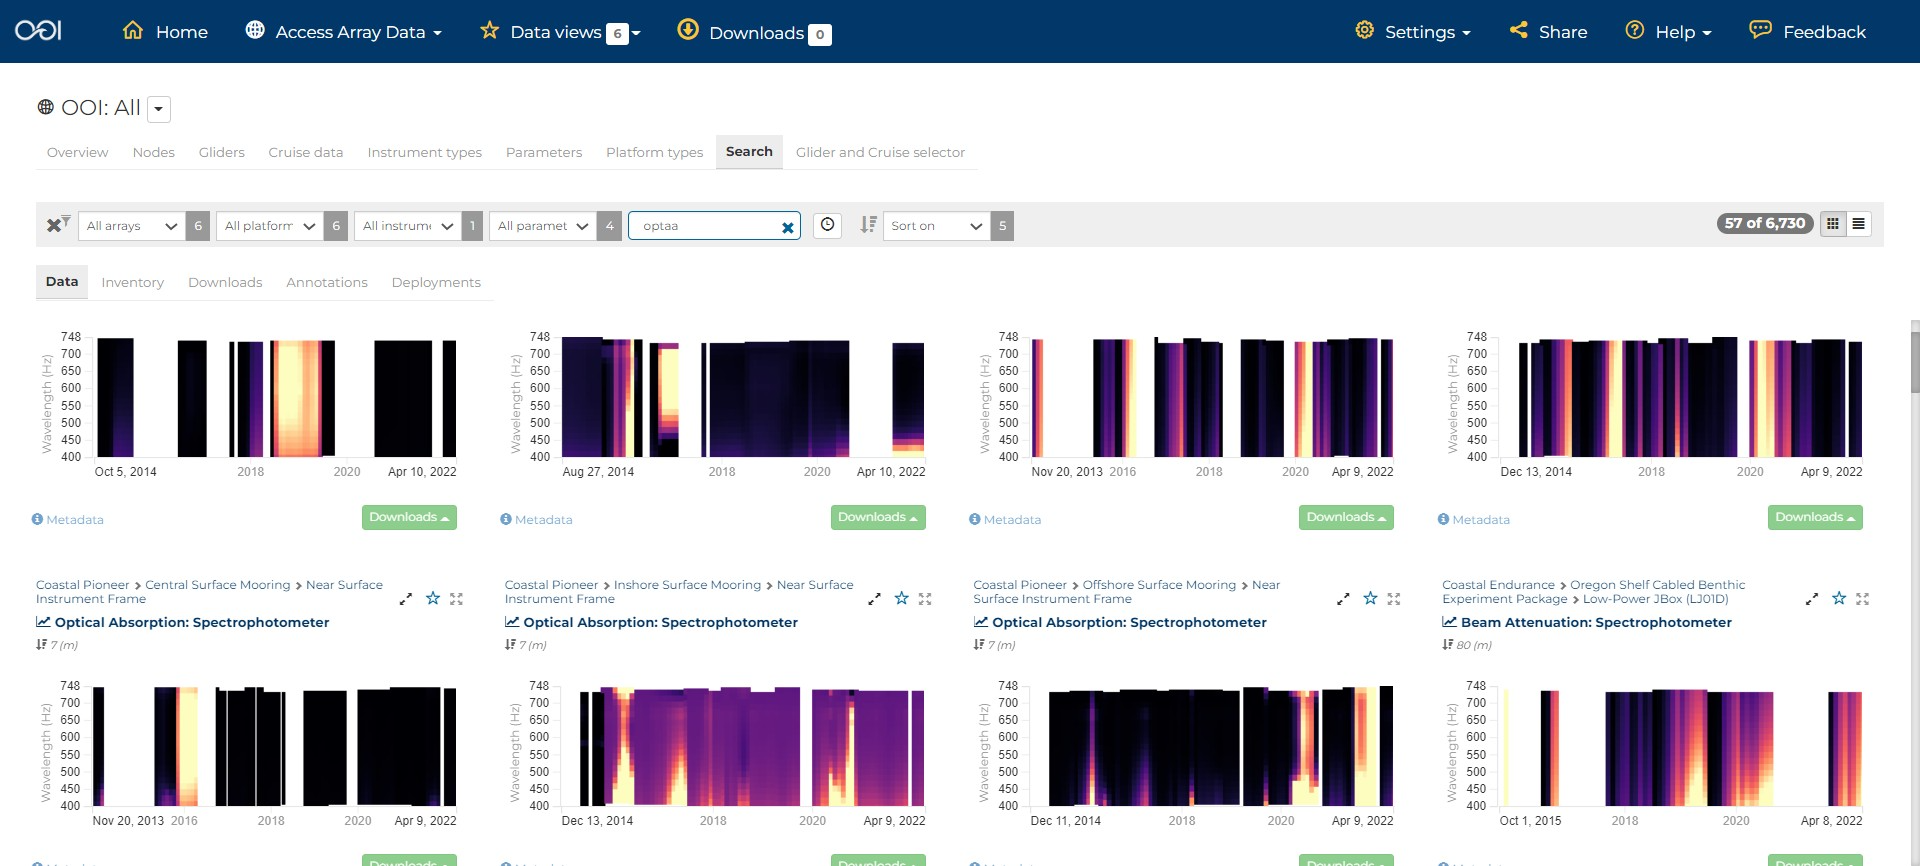 OOI Home Access Array Data Data views 6 Downloads 0 Settings Share Help Feedback
OOI: All
Overview Nodes Gliders Cruise data Instrument types Parameters Platform types Search Glider and Cruise selector
All arrays 6 All platform 6 All instrume 1 All paramet 4 optaa Sort on 5 57 of 6,730
Data Inventory Downloads Annotations Deployments
Wavelength (Hz) 748 700 650 600 550 500 450 400
Oct 5, 2014 2018 2020 Apr 10, 2022
Wavelength (Hz) 748 700 650 600 550 500 450 400
Aug 27, 2014 2018 2020 Apr 10, 2022
Wavelength (Hz) 748 700 650 600 550 500 450 400
Nov 20, 2013 2016 2018 2020 Apr 9, 2022
Wavelength (Hz) 748 700 650 600 550 500 450 400
Dec 13, 2014 2018 2020 Apr 9, 2022
Metadata Downloads Metadata Downloads Metadata Downloads Metadata Downloads
Coastal Pioneer > Central Surface Mooring > Near Surface
Instrument Frame
Optical Absorption: Spectrophotometer
7 (m)
Wavelength (Hz) 748 700 650 600 550 500 450 400
Nov 20, 2013 2016 2018 2020 Apr 9, 2022
Coastal Pioneer > Inshore Surface Mooring > Near Surface
Instrument Frame
Optical Absorption: Spectrophotometer
7 (m)
Wavelength (Hz) 748 700 650 600 550 500 450 400
Dec 13, 2014 2018 2020 Apr 9, 2022
Coastal Pioneer > Offshore Surface Mooring > Near
Surface Instrument Frame
Optical Absorption: Spectrophotometer
7 (m)
Wavelength (Hz) 748 700 650 600 550 500 450 400
Dec 11, 2014 2018 2020 Apr 9, 2022
Coastal Endurance > Oregon Shelf Cabled Benthic
Experiment Package > Low-Power JBox (LJ01D)
Beam Attenuation: Spectrophotometer
80 (m)
Wavelength (Hz) 748 700 650 600 550 500 450 400
Oct 1, 2015 2018 2020 Apr 8, 2022
Downloads Downloads Downloads Downloads